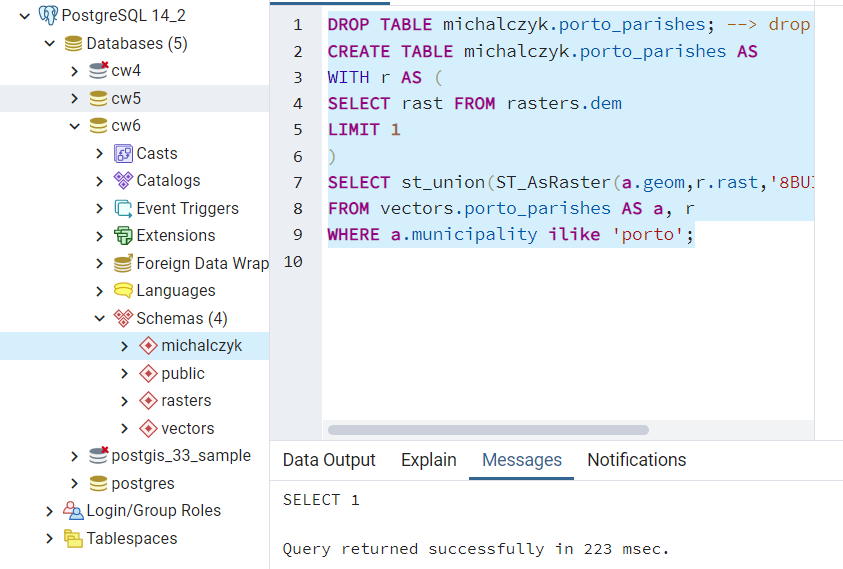 PostgreSQL 14_2
Databases (5)
cw4
cw5
cw6
Casts
Catalogs
Event Triggers
Extensions
Foreign Data Wrap
Languages
Schemas (4)
michalczyk
public
rasters
vectors
postgis_33_sample
postgres
Login/Group Roles
Tablespaces
1 DROP TABLE michalczyk.porto_parishes; --> drop
2 CREATE TABLE michalczyk.porto_parishes AS
3 WITH r AS (
4 SELECT rast FROM rasters.dem
5 LIMIT 1
6 )
7 SELECT st_union(ST_AsRaster(a.geom,r.rast,'8BUI
8 FROM vectors.porto_parishes AS a, r
9 WHERE a.municipality ilike 'porto';
10
Data Output Explain Messages Notifications
SELECT 1
Query returned successfully in 223 msec.